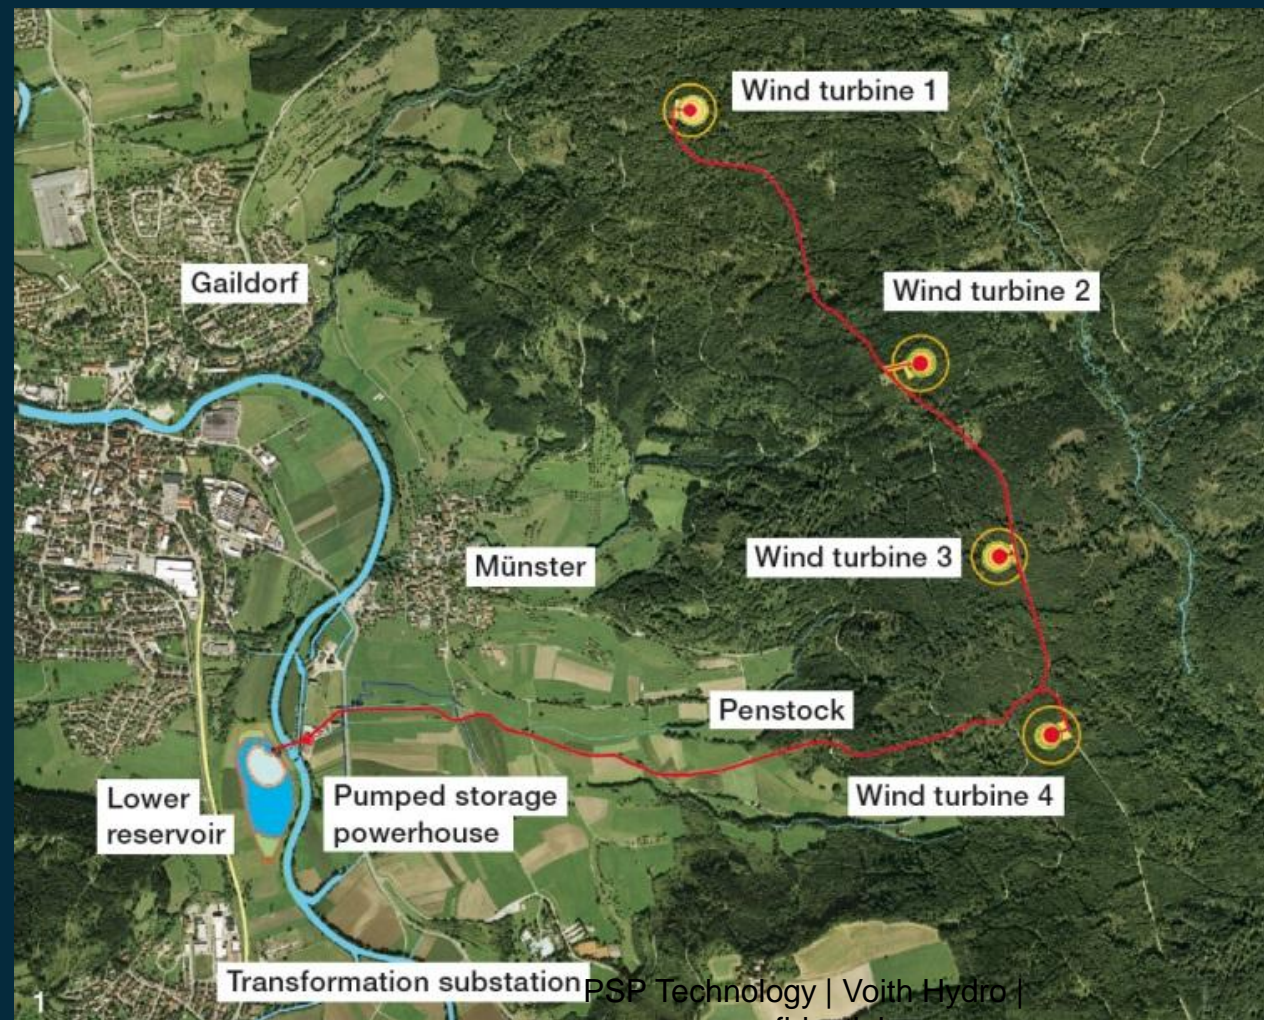 Wind turbine 1
Gaildorf
Wind turbine 2
Wind turbine 3
Münster
Penstock
Wind turbine 4
Lower
reservoir
Pumped storage
powerhouse
Transformation substation
PSP Technology | Voith Hydro |
1